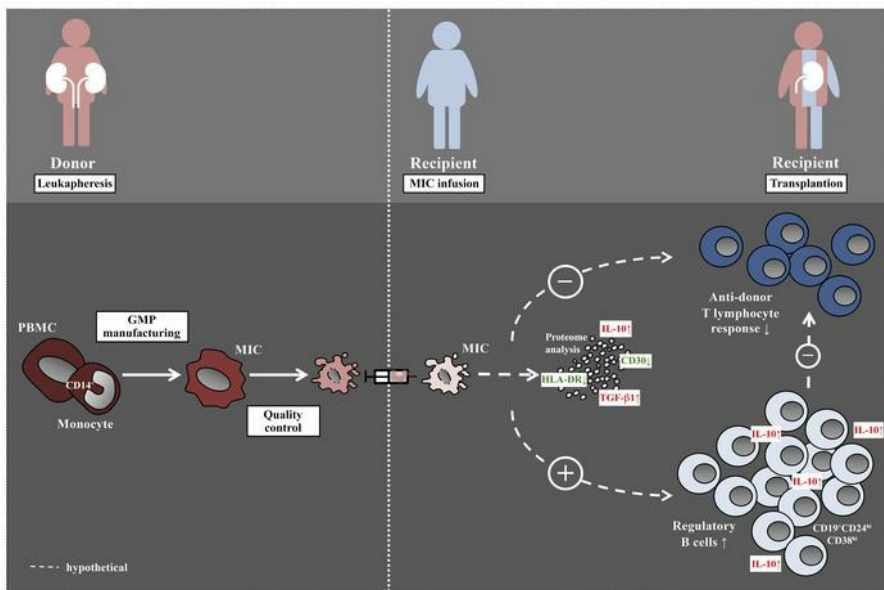 Donor
Leukapheresis
Recipient
MIC infusion
Recipient
Transplantion
PBMC
GMP
manufacturing
MIC
CD14⁺
Monocyte
Quality
control
MIC
Proteome
analysis
IL-10↑
CD30↓
HLA-DR↓
TGF-β1↑
−
+
Anti-donor
T lymphocyte
response ↓
−
IL-10↑
IL-10↑
IL-10↑
Regulatory
B cells ↑
CD19⁺CD24ʰⁱ
CD38ʰⁱ
IL-10↑
hypothetical